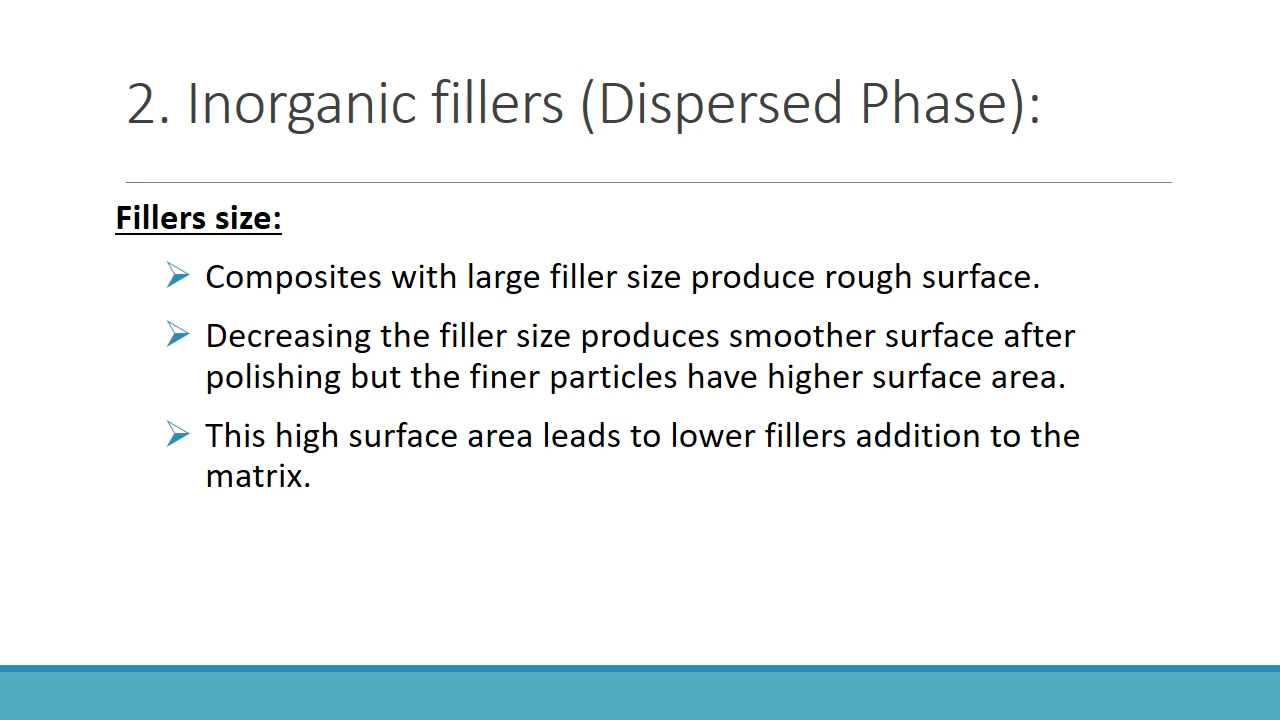 2. Inorganic fillers (Dispersed Phase):
Fillers size:
Composites with large filler size produce rough surface.
Decreasing the filler size produces smoother surface after
polishing but the finer particles have higher surface area.
This high surface area leads to lower fillers addition to the
matrix.